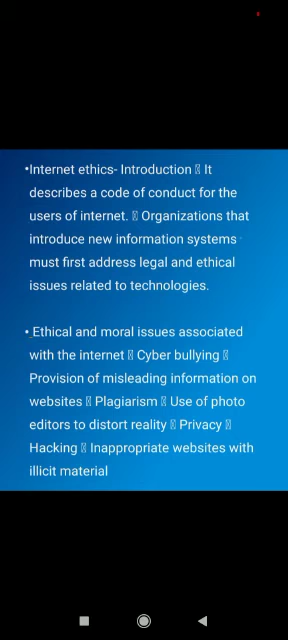 •Internet ethics- Introduction ▯ It
describes a code of conduct for the
users of internet. ▯ Organizations that
introduce new information systems
must first address legal and ethical
issues related to technologies.
• Ethical and moral issues associated
with the internet ▯ Cyber bullying ▯
Provision of misleading information on
websites ▯ Plagiarism ▯ Use of photo
editors to distort reality ▯ Privacy ▯
Hacking ▯ Inappropriate websites with
illicit material